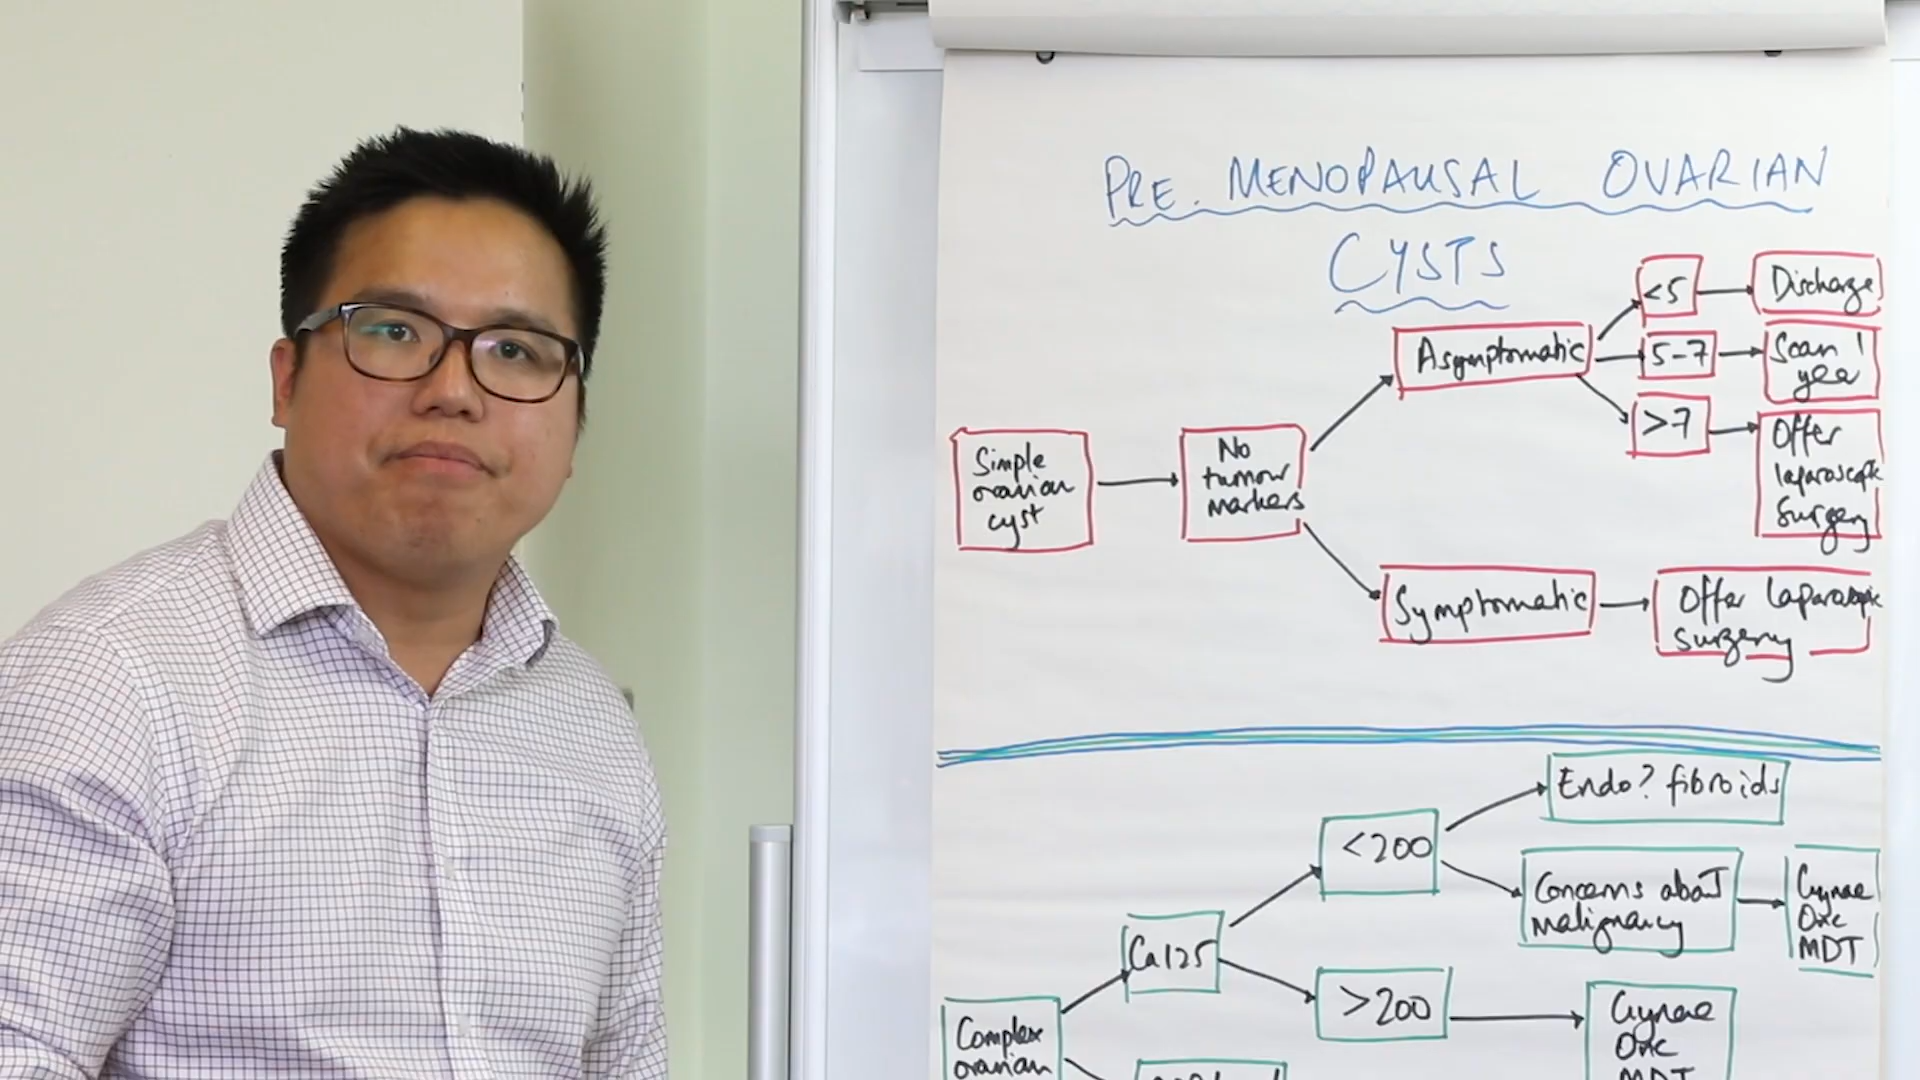 PRE. MENOPAUSAL OVARIAN
CYSTS
Simple
ovarian
cyst
No
tumour
markers
Asymptomatic
<5
Discharge
5-7
Scan 1
year
>7
Offer
laparoscopic
surgery
Symptomatic
Offer laparoscopic
surgery
Complex
ovarian
Ca125
<200
Endo? fibroids
Concerns about
malignancy
Gynae
Onc
MDT
>200
Gynae
Onc
MDT